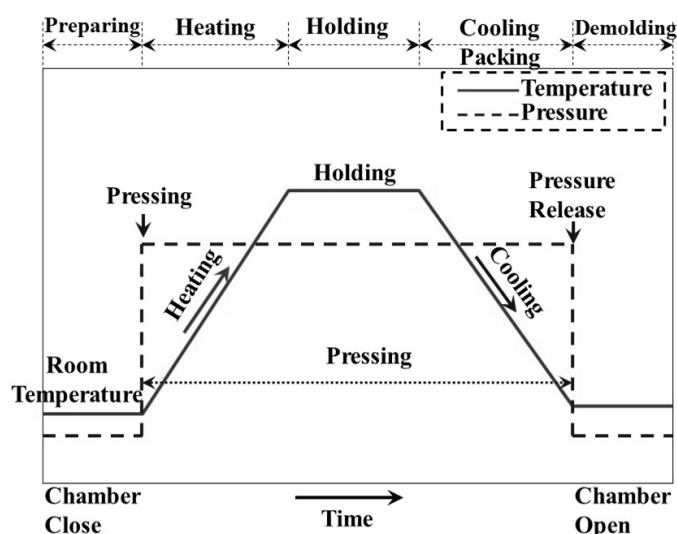 Preparing Heating Holding Cooling Demolding
Packing
Temperature
Pressure
Holding
Pressing
Pressure
Release
Heating
Cooling
Pressing
Room
Temperature
Chamber
Close
Time
Chamber
Open